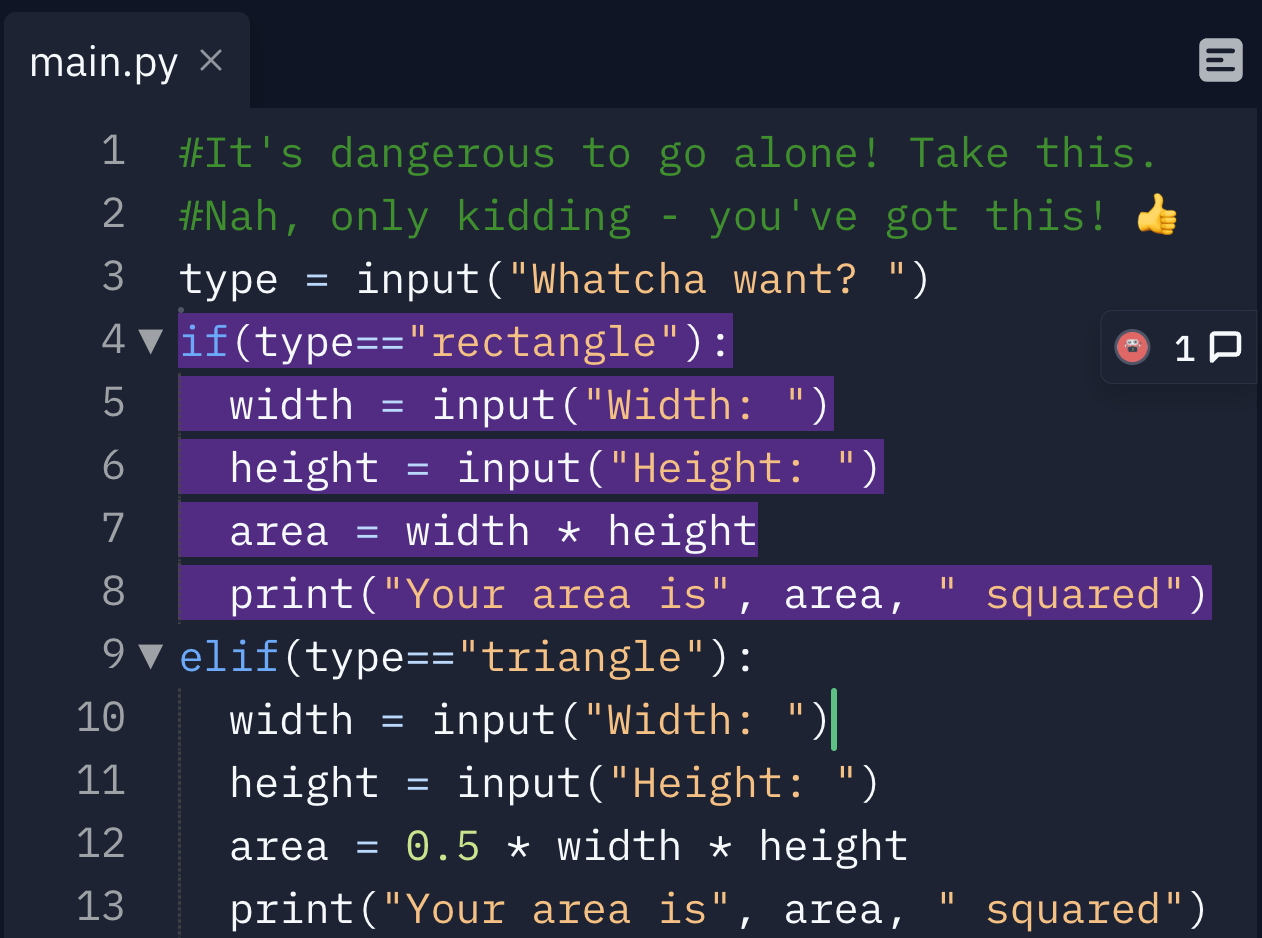 main.py ×
1 #It's dangerous to go alone! Take this.
2 #Nah, only kidding - you've got this! 👍
3 type = input("Whatcha want? ")
4 ▼ if(type=="rectangle"):
1
5   width = input("Width: ")
6   height = input("Height: ")
7   area = width * height
8   print("Your area is", area, " squared")
9 ▼ elif(type=="triangle"):
10   width = input("Width: ")
11   height = input("Height: ")
12   area = 0.5 * width * height
13   print("Your area is", area, " squared")